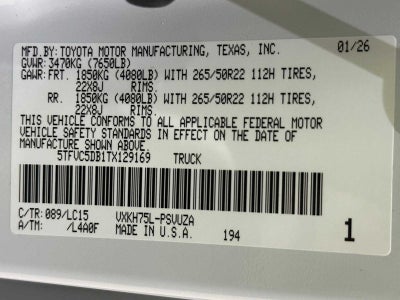 MFD.BY:TOYOTA MOTOR MANUFACTURING, TEXAS, INC. 01/26
GVWR:3470KG(7650LB)
GAWR:FRT. 1850KG(4080LB)WITH 265/50R22 112H TIRES,
22X8J RIMS.
RR. 1850KG(4080LB)WITH 265/50R22 112H TIRES,
22X8J RIMS.
THIS VEHICLE CONFORMS TO ALL APPLICABLE FEDERAL MOTOR
VEHICLE SAFETY STANDARDS IN EFFECT ON THE DATE OF
MANUFACTURE SHOWN ABOVE.
5TFVC5DB1TX129169 TRUCK
C/TR:089/LC15 VXKH75L-PSVUZA 1
A/TM: /L4A0F MADE IN U.S.A. 194